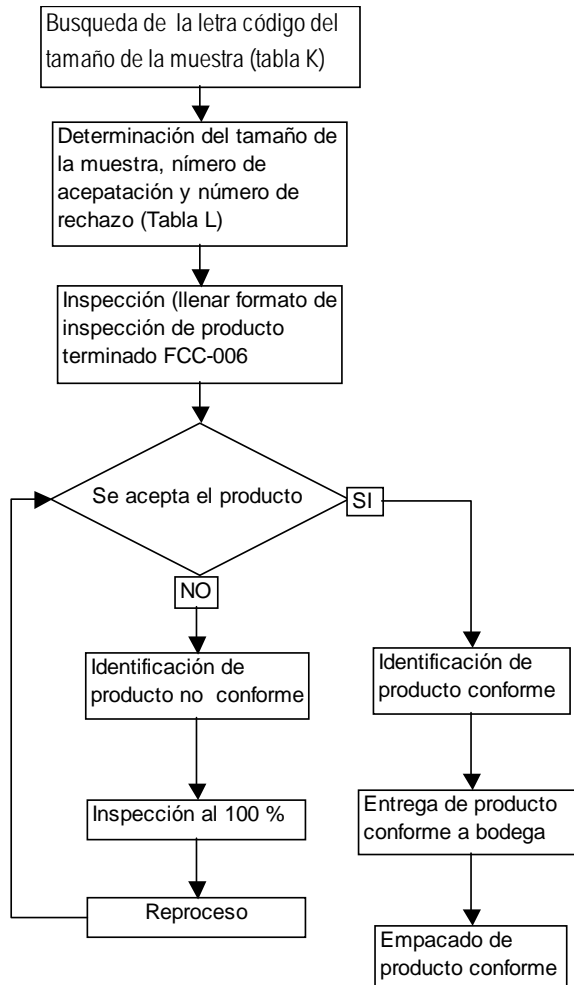 Busqueda de la letra código del
tamaño de la muestra (tabla K)
Determinación del tamaño de
la muestra, nímero de
acepatación y número de
rechazo (Tabla L)
Inspección (llenar formato de
inspección de producto
terminado FCC-006
Se acepta el producto
SI
NO
Identificación de
producto no conforme
Inspección al 100 %
Reproceso
Identificación de
producto conforme
Entrega de producto
conforme a bodega
Empacado de
producto conforme